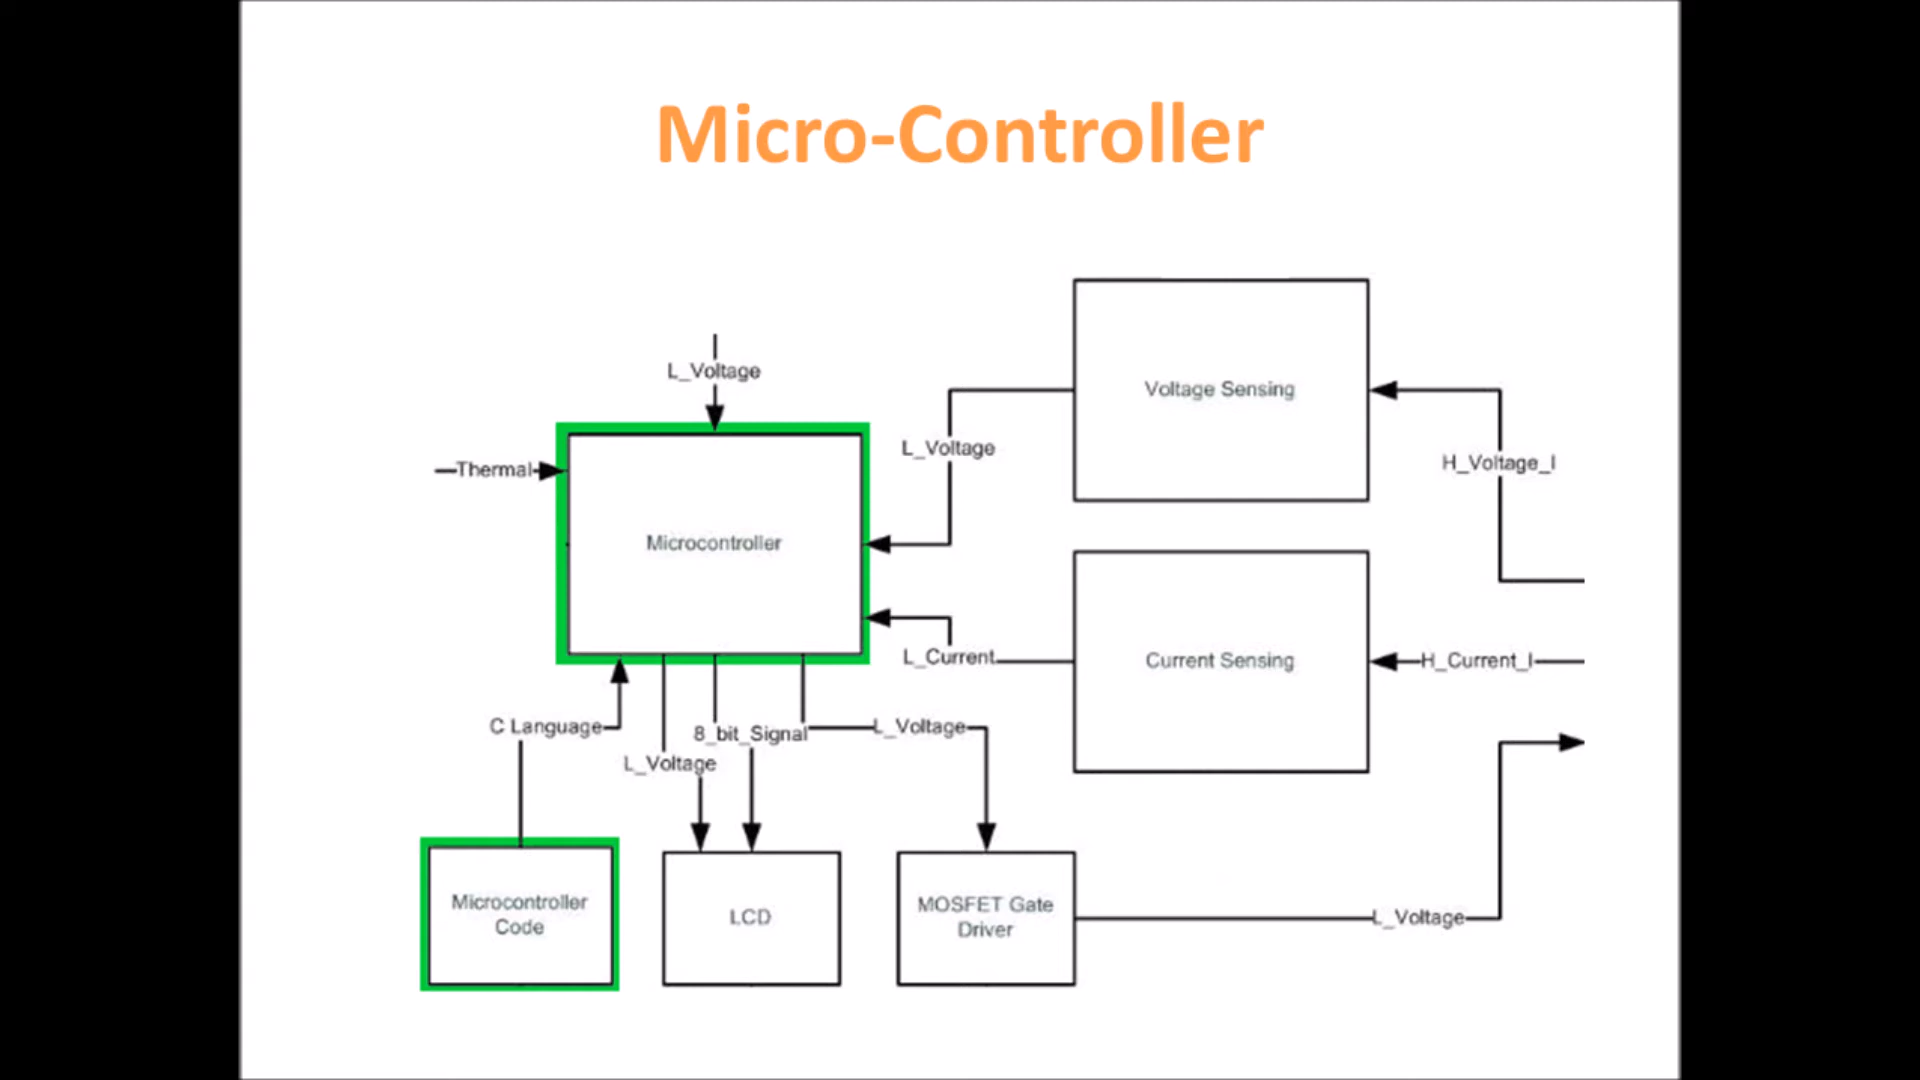 Micro-Controller
L_Voltage
Voltage Sensing
L_Voltage
H_Voltage_I
Thermal
Microcontroller
L_Current
Current Sensing
H_Current_I
C Language
8_bit_Signal
L_Voltage
L_Voltage
Microcontroller
Code
LCD
MOSFET Gate
Driver
L_Voltage